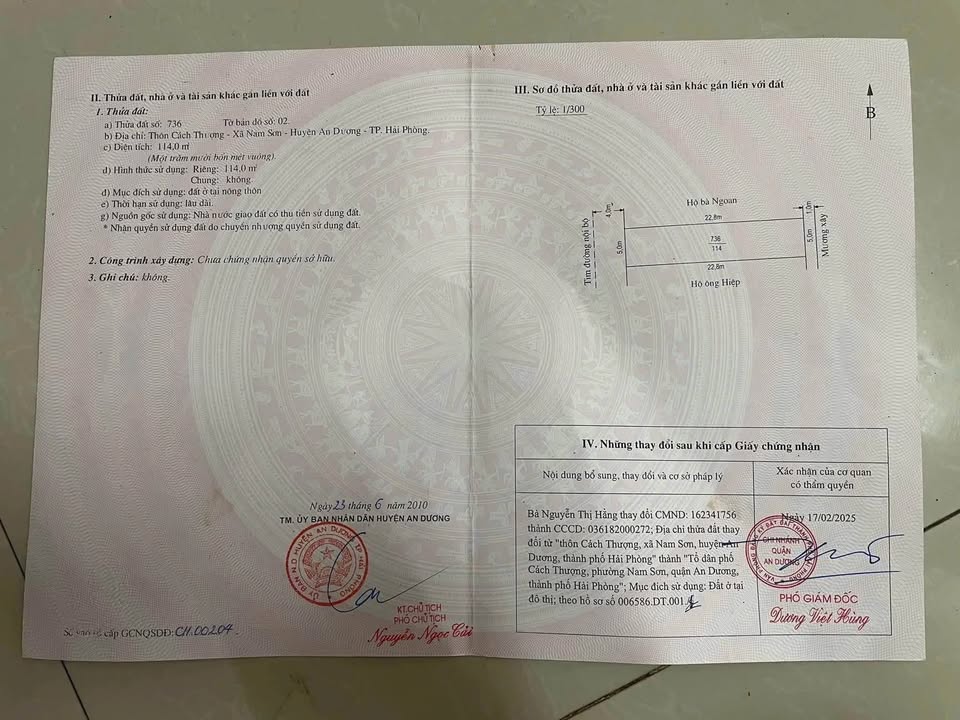 II. Thửa đất, nhà ở và tài sản khác gắn liền với đất
1. Thửa đất:
a) Thửa đất số: 736 Tờ bản đồ số: 02.
b) Địa chỉ: Thôn Cách Thượng - Xã Nam Sơn - Huyện An Dương - TP. Hải Phòng.
c) Diện tích: 114,0 m²
(Một trăm mười bốn mét vuông).
d) Hình thức sử dụng: Riêng: 114,0 m²
Chung: không.
đ) Mục đích sử dụng: đất ở tại nông thôn
e) Thời hạn sử dụng: lâu dài.
g) Nguồn gốc sử dụng: Nhà nước giao đất có thu tiền sử dụng đất.
* Nhận quyền sử dụng đất do chuyển nhượng quyền sử dụng đất.
2. Công trình xây dựng: Chưa chứng nhận quyền sở hữu.
3. Ghi chú: không.
Ngày 23 tháng 6 năm 2010
TM. ỦY BAN NHÂN DÂN HUYỆN AN DƯƠNG
ỦY BAN N.D HUYỆN AN DƯƠNG TP. HẢI PHÒNG
KT.CHỦ TỊCH
PHÓ CHỦ TỊCH
Nguyễn Ngọc Cải
Số vào sổ cấp GCNQSDĐ: CH.00204.
III. Sơ đồ thửa đất, nhà ở và tài sản khác gắn liền với đất
Tỷ lệ: 1/300
B
Hộ bà Ngoan
4,0m
22,8m
1,0m
Tim đường nội bộ
5,0m
736
114
5,0m
Mương xây
22,8m
Hộ ông Hiệp
IV. Những thay đổi sau khi cấp Giấy chứng nhận
Nội dung bổ sung, thay đổi và cơ sở pháp lý
Xác nhận của cơ quan
có thẩm quyền
Bà Nguyễn Thị Hằng thay đổi CMND: 162341756
thành CCCD: 036182000272; Địa chỉ thửa đất thay
đổi từ "thôn Cách Thượng, xã Nam Sơn, huyện An
Dương, thành phố Hải Phòng" thành "Tổ dân phố
Cách Thượng, phường Nam Sơn, quận An Dương,
thành phố Hải Phòng"; Mục đích sử dụng: Đất ở tại
đô thị; theo hồ sơ số 006586.DT.001
Ngày 17/02/2025
CHI NHÁNH
QUẬN
AN DƯƠNG
PHÓ GIÁM ĐỐC
Dương Việt Hùng